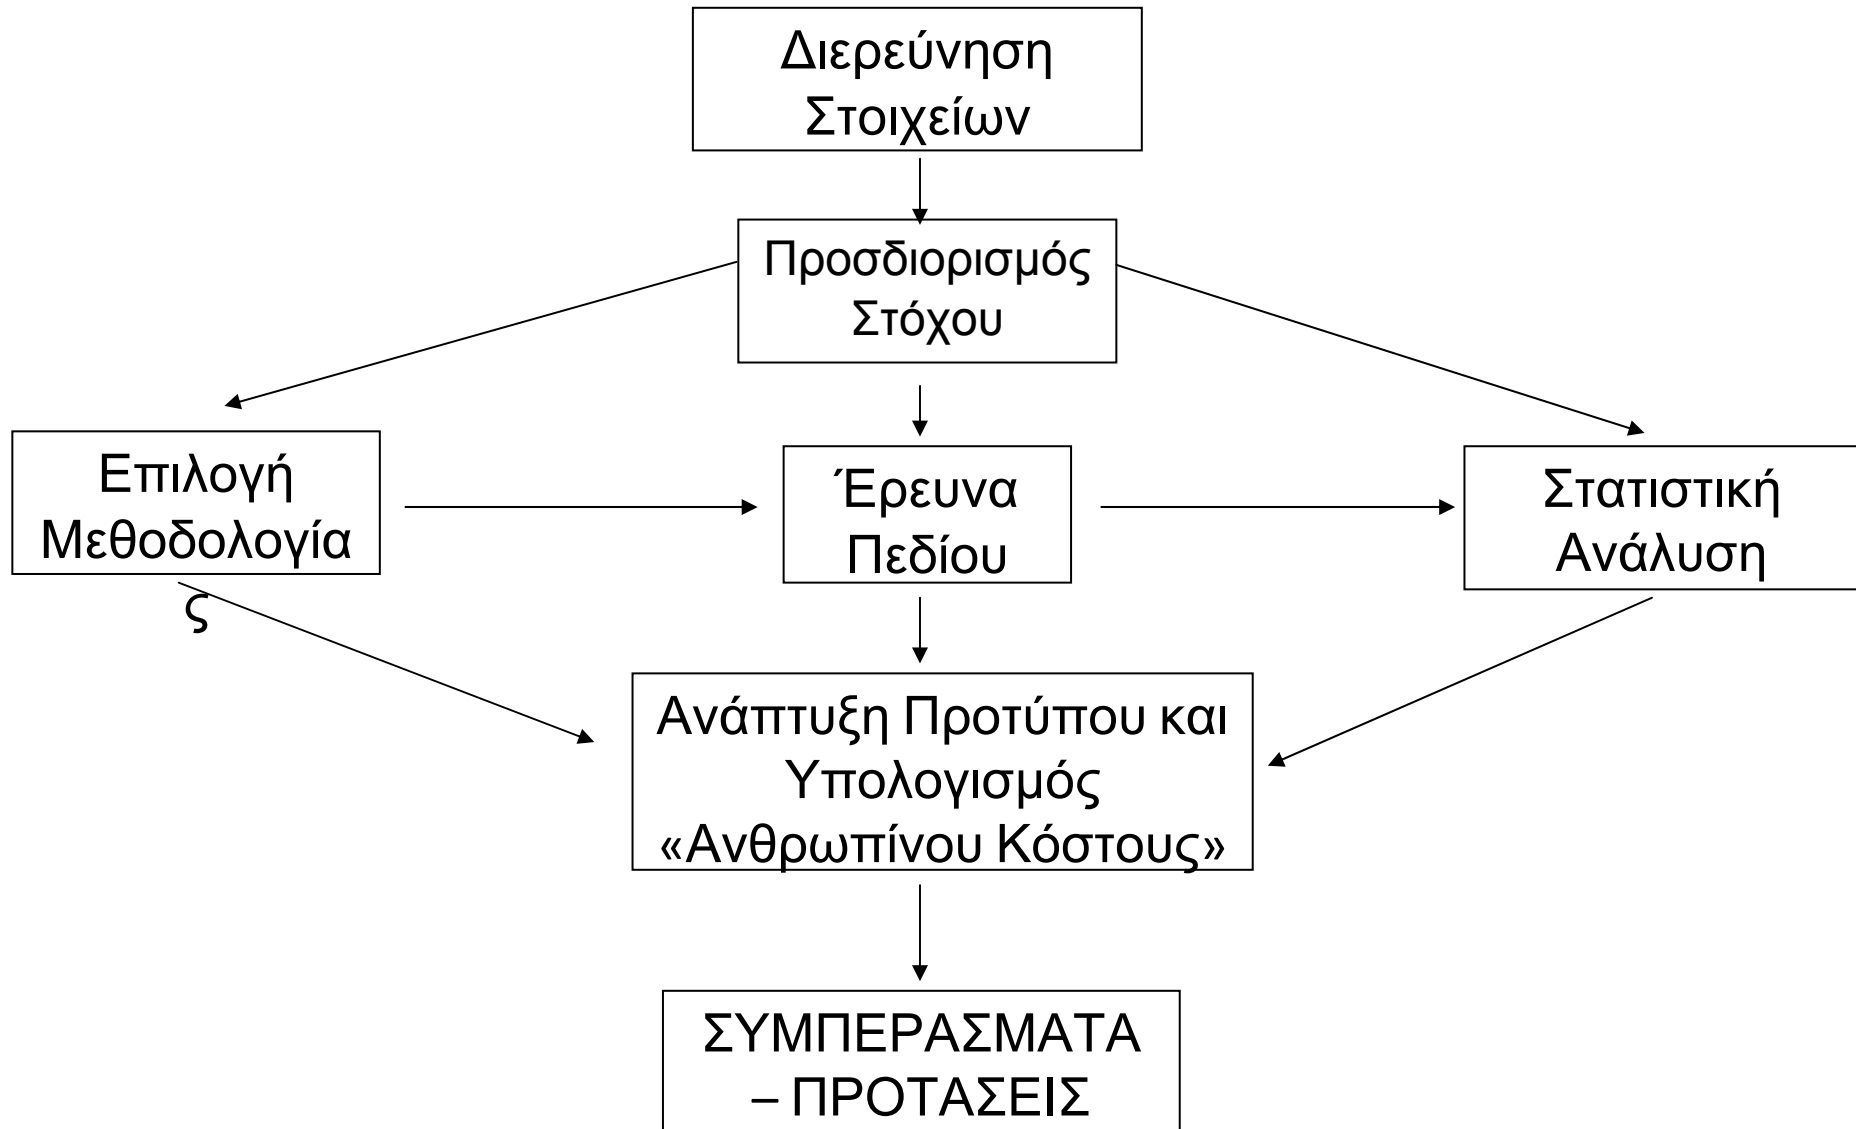 Διερεύνηση
Στοιχείων
Προσδιορισμός
Στόχου
Επιλογή
Μεθοδολογία
ς
Έρευνα
Πεδίου
Στατιστική
Ανάλυση
Ανάπτυξη Προτύπου και
Υπολογισμός
«Ανθρωπίνου Κόστους»
ΣΥΜΠΕΡΑΣΜΑΤΑ
– ΠΡΟΤΑΣΕΙΣ